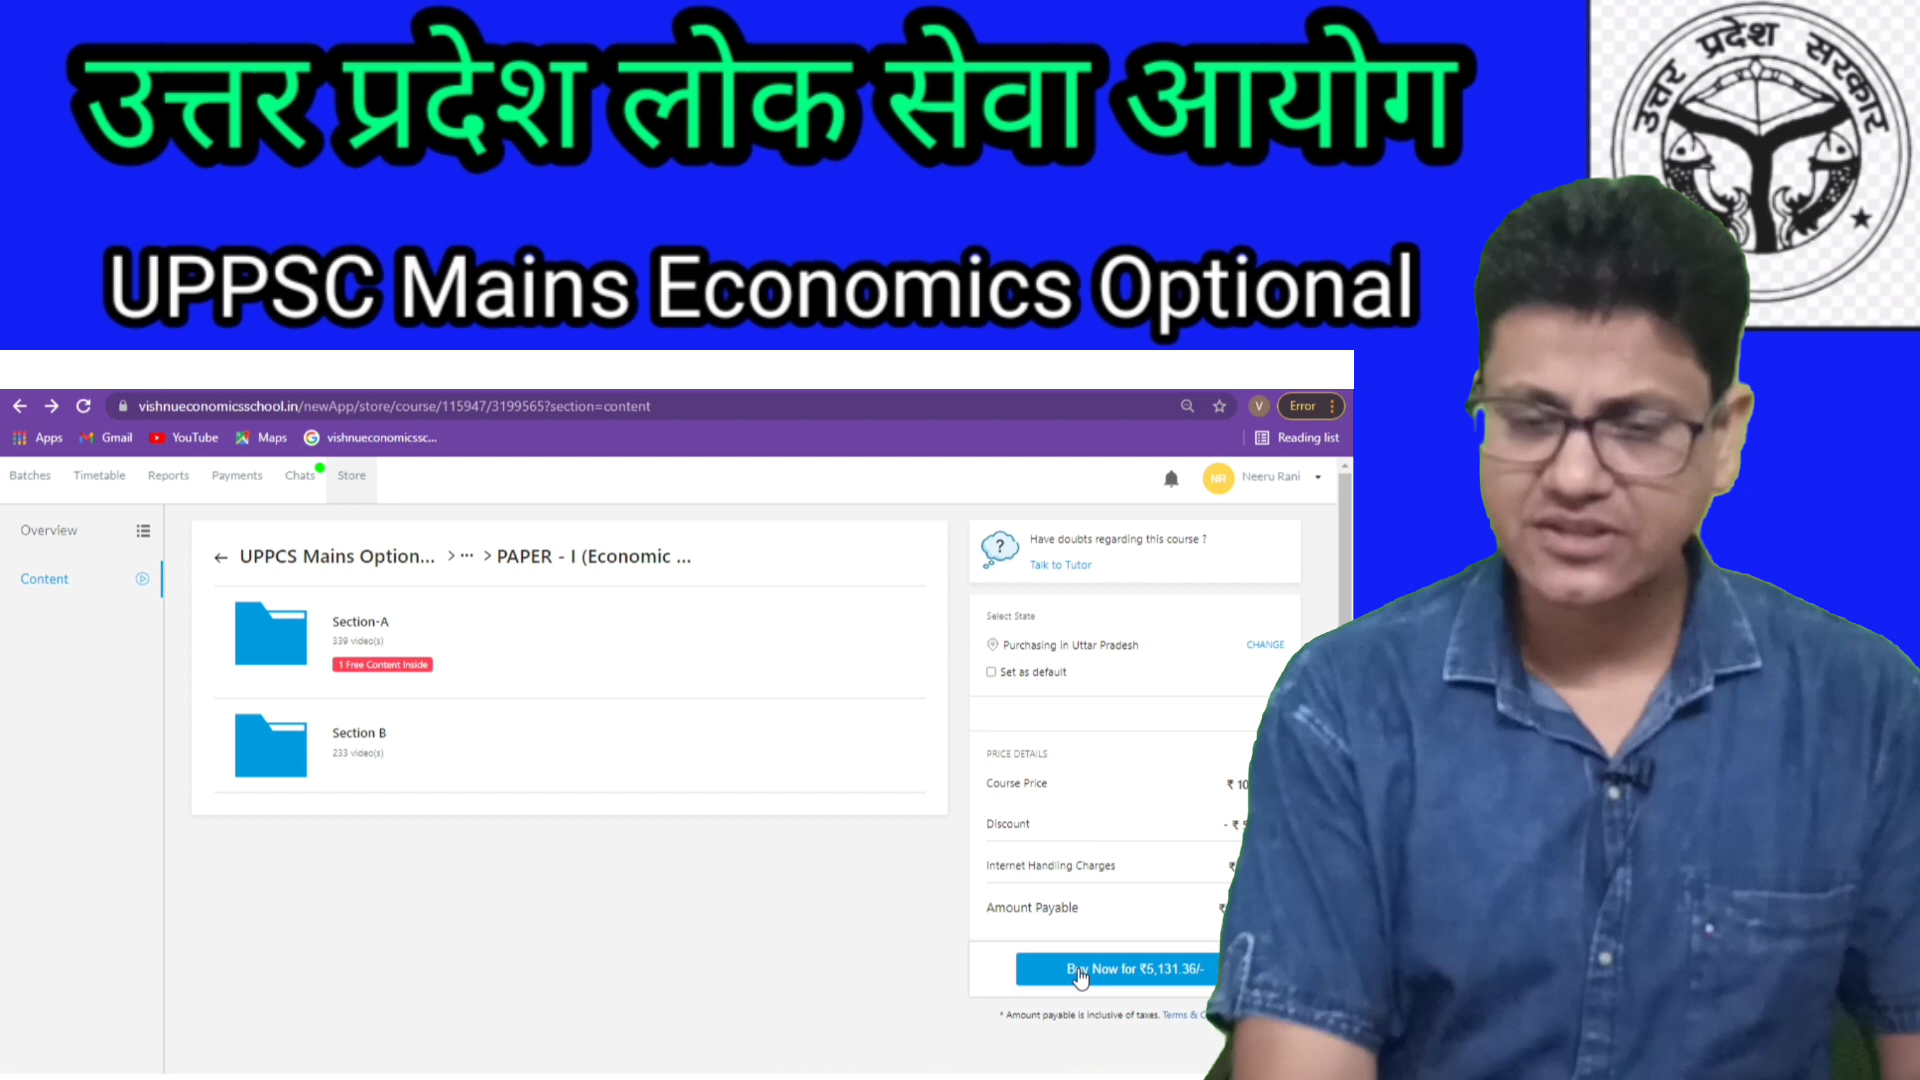 उत्तर प्रदेश लोक सेवा आयोग
उत्तर प्रदेश सरकार
UPPSC Mains Economics Optional
vishnueconomicsschool.in/newApp/store/course/115947/3199565?section=content
V
Error
Apps
Gmail
YouTube
Maps
vishnueconomicssc...
Reading list
Batches
Timetable
Reports
Payments
Chats
Store
NR
Neeru Rani
Overview
Content
UPPCS Mains Option... > ... > PAPER - I (Economic ...
Section-A
339 video(s)
1 Free Content Inside
Section B
233 video(s)
?
Have doubts regarding this course ?
Talk to Tutor
Select State
Purchasing in Uttar Pradesh
CHANGE
Set as default
PRICE DETAILS
Course Price ₹ 10
Discount - ₹
Internet Handling Charges ₹
Amount Payable ₹
Buy Now for ₹5,131.36/-
* Amount payable is inclusive of taxes. Terms &